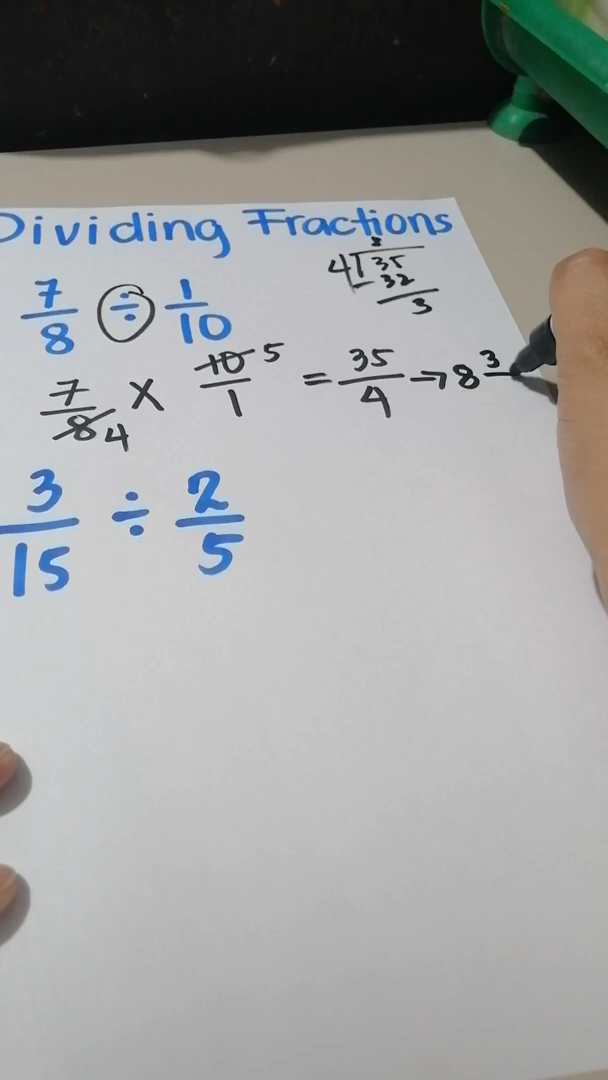 Dividing Fractions
7/8 ÷ 1/10
8
4)35
- 32
3
7/8 4 × 10/1 5 = 35/4 → 8 3/
3/15 ÷ 2/5